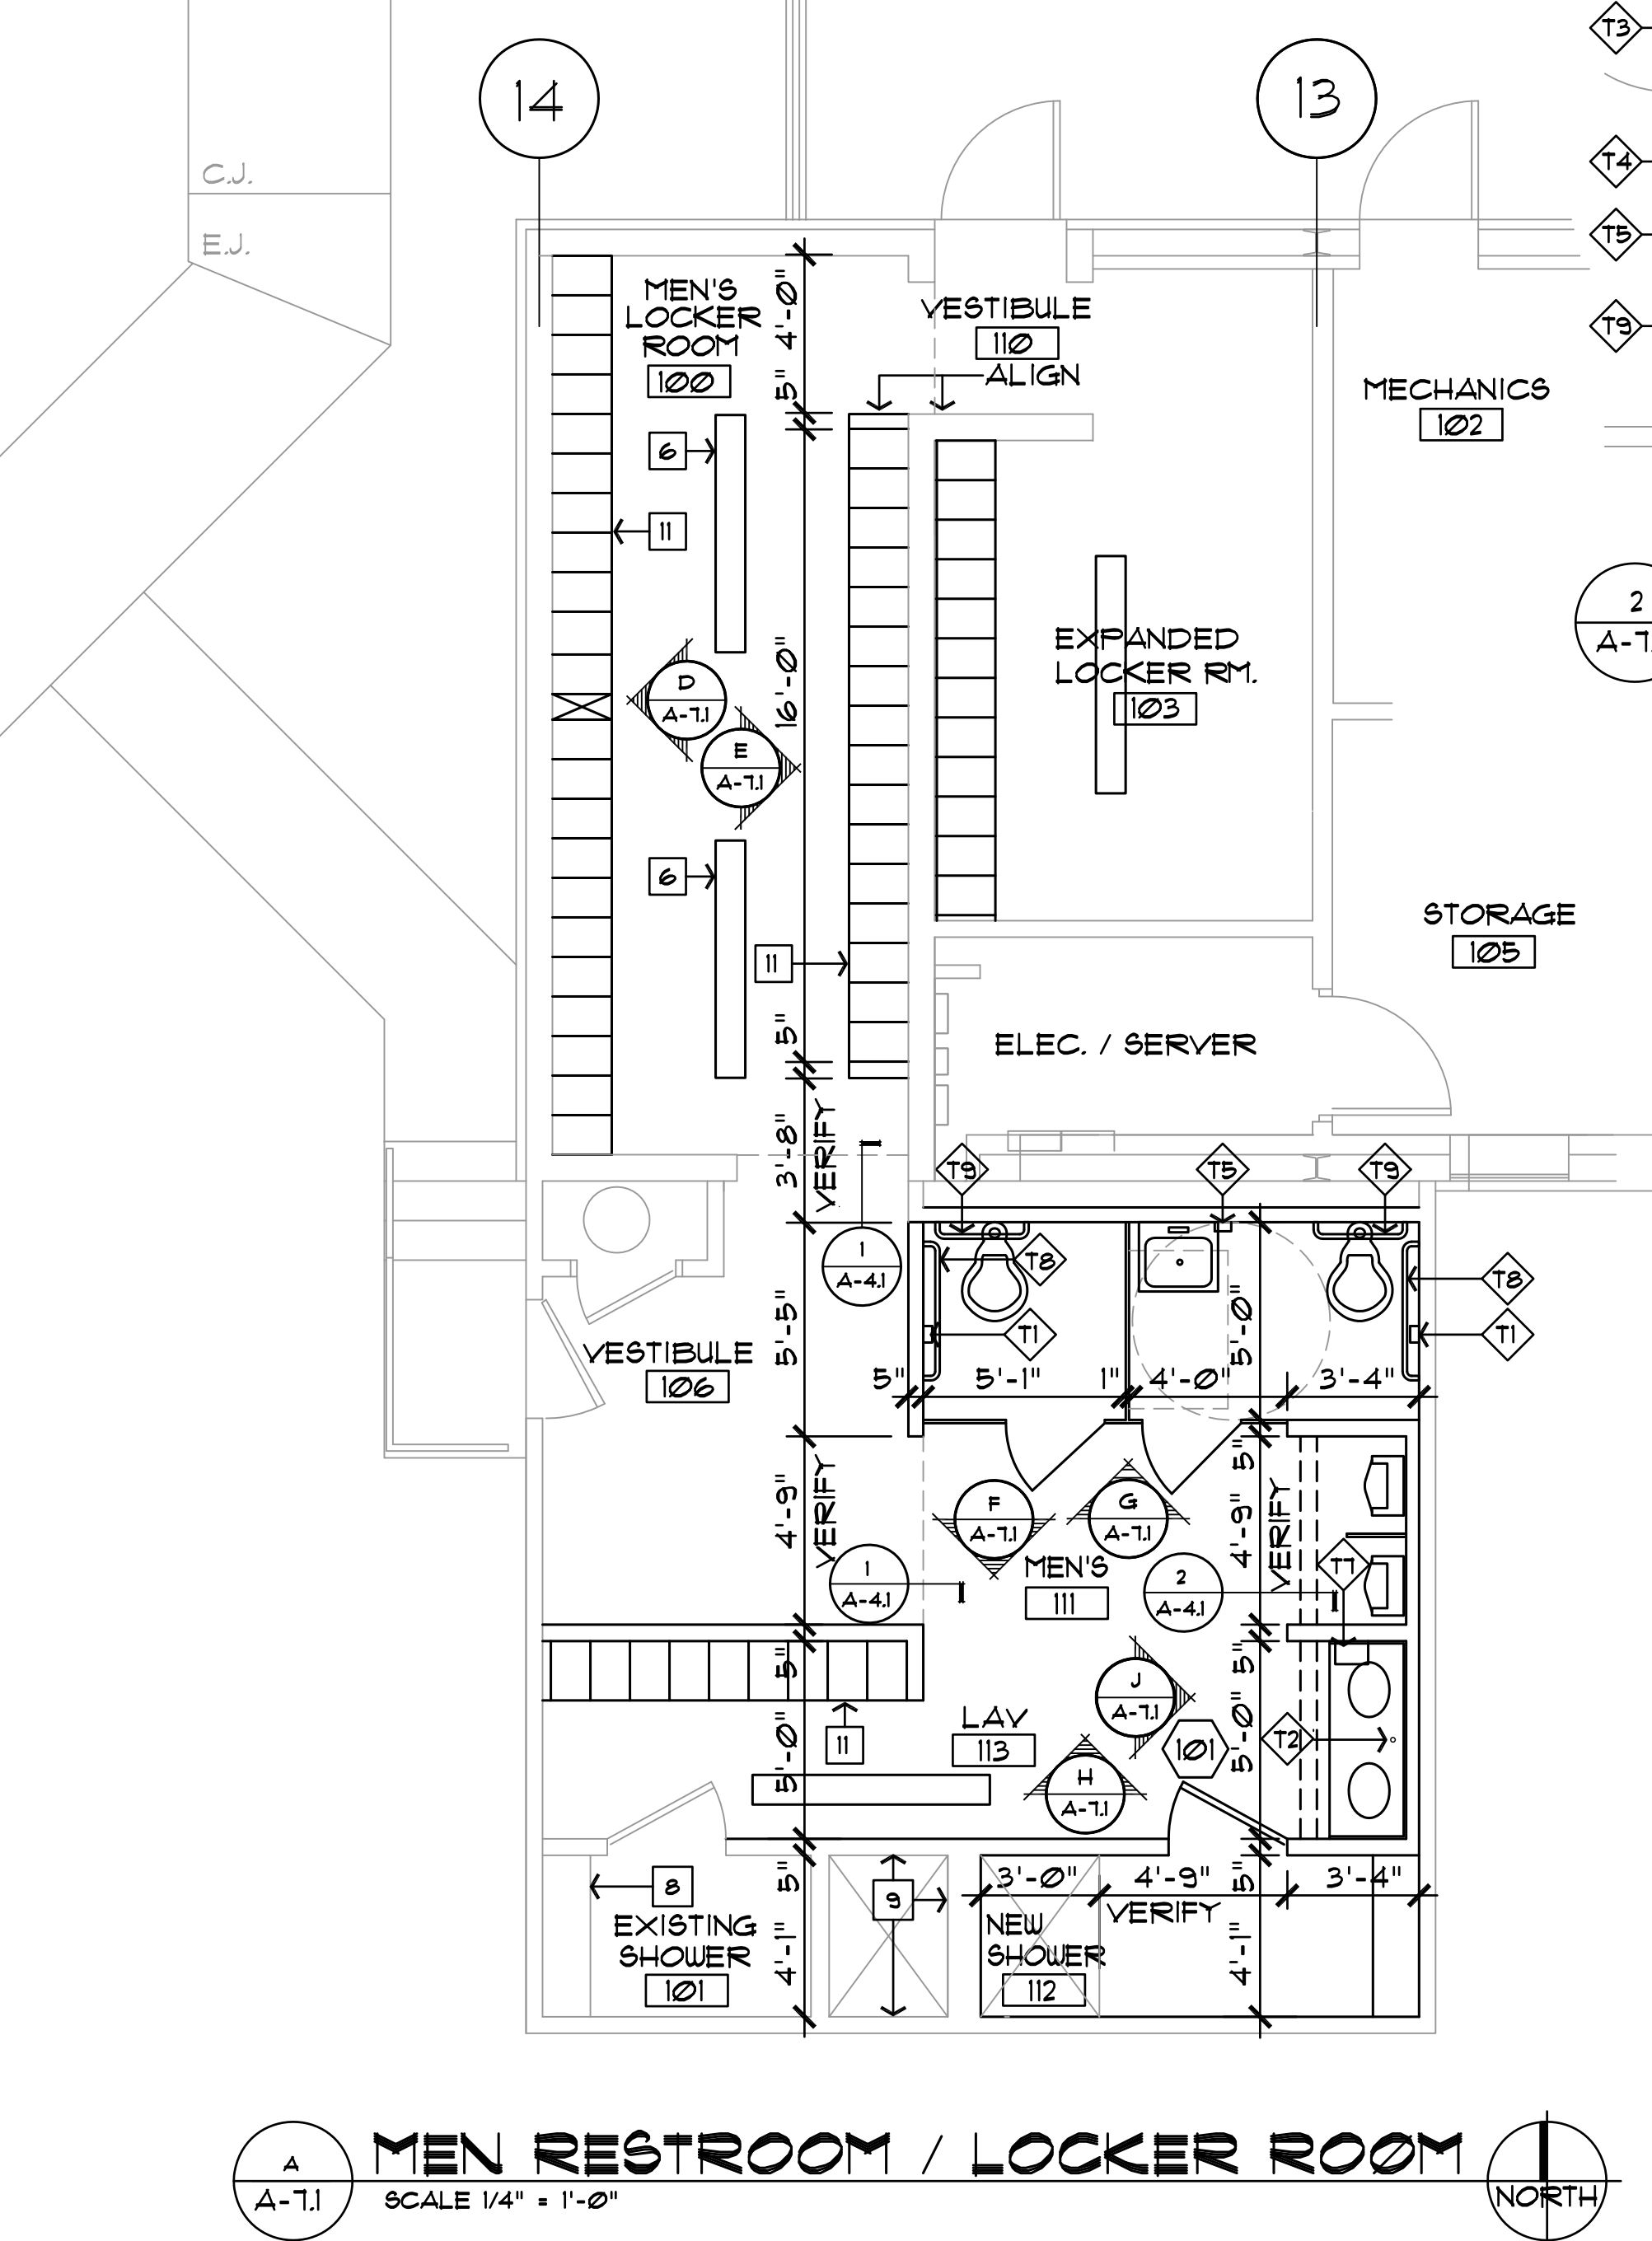 14
13
T3
C.J.
T4
E.J.
T5
MEN'S
LOCKER
ROOM
100
4'-0"
VESTIBULE
110
T9
ALIGN
5"
MECHANICS
102
6
11
2
A-7.
EXPANDED
LOCKER RM.
103
D
A-7.1
16'-0"
E
A-7.1
6
STORAGE
105
11
5"
ELEC. / SERVER
3'-8"
VERIFY
T9
T5
T9
1
A-4.1
T8
T8
T1
T1
5'-5"
5'-0"
VESTIBULE
106
5"
5'-1"
1"
4'-0"
3'-4"
5"
4'-9"
VERIFY
F
A-7.1
G
A-7.1
4'-9"
VERIFY
MEN'S
111
1
A-4.1
2
A-4.1
T7
5"
5"
J
A-7.1
LAV
113
11
5'-0"
101
5'-0"
T2
H
A-7.1
8
5"
9
3'-0"
4'-9"
VERIFY
5"
3'-4"
EXISTING
SHOWER
101
4'-1"
NEW
SHOWER
112
4'-1"
A
A-7.1
MEN RESTROOM / LOCKER ROOM
SCALE 1/4" = 1'-0"
NORTH